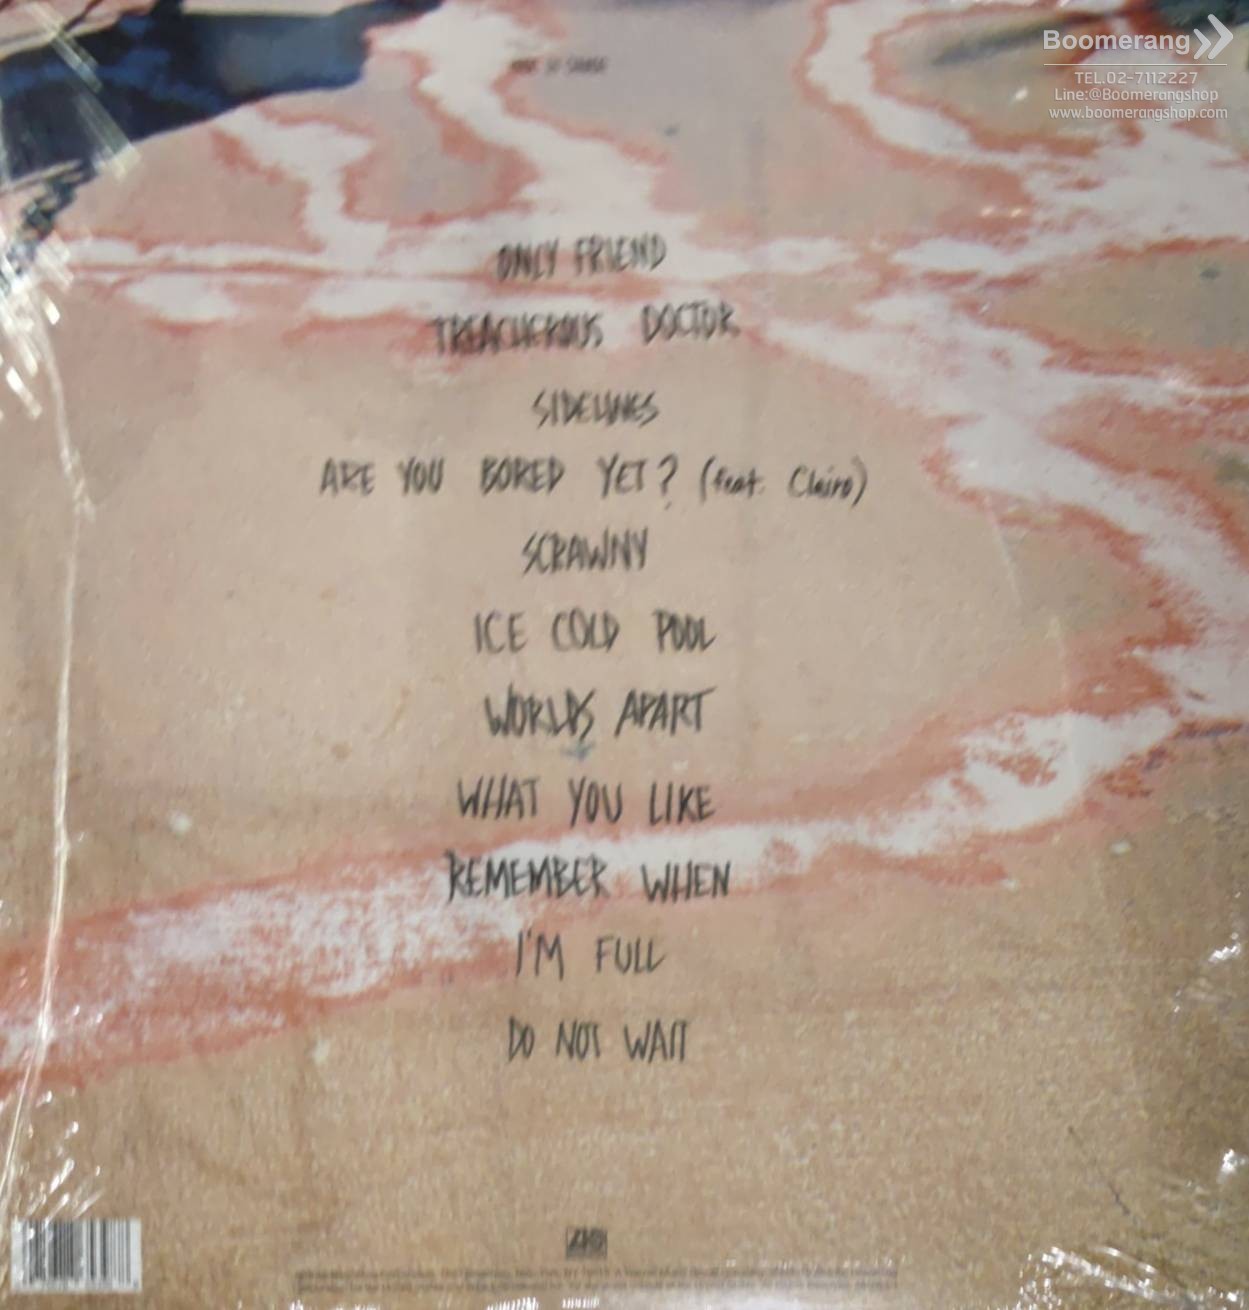 Boomerang
TEL.02-7112227
Line:@Boomerangshop
www.boomerangshop.com
ONLY FRIEND
TREACHEROUS DOCTOR
SIDELINES
ARE YOU BORED YET? (feat. Clairo)
SCRAWNY
ICE COLD POOL
WORLDS APART
WHAT YOU LIKE
REMEMBER WHEN
I'M FULL
DO NOT WAIT